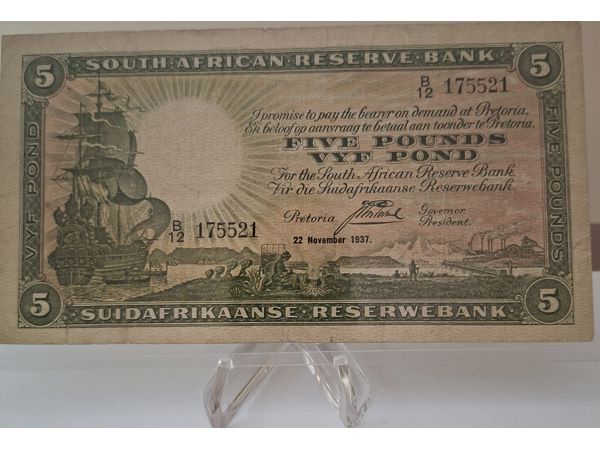 5 SOUTH·AFRICAN·RESERVE·BANK· 5
B/12 175521
I promise to pay the bearer on demand at Pretoria.
Ek beloof op aanvraag te betaal aan toonder te Pretoria.
FIVE POUNDS
VYF POND
For the South African Reserve Bank
Vir die Suidafrikaanse Reserwebank.
VYF POND
FIVE POUNDS
B/12 175521
Pretoria
Governor.
President.
22 November 1937.
5 ·SUIDAFRIKAANSE·RESERWEBANK· 5